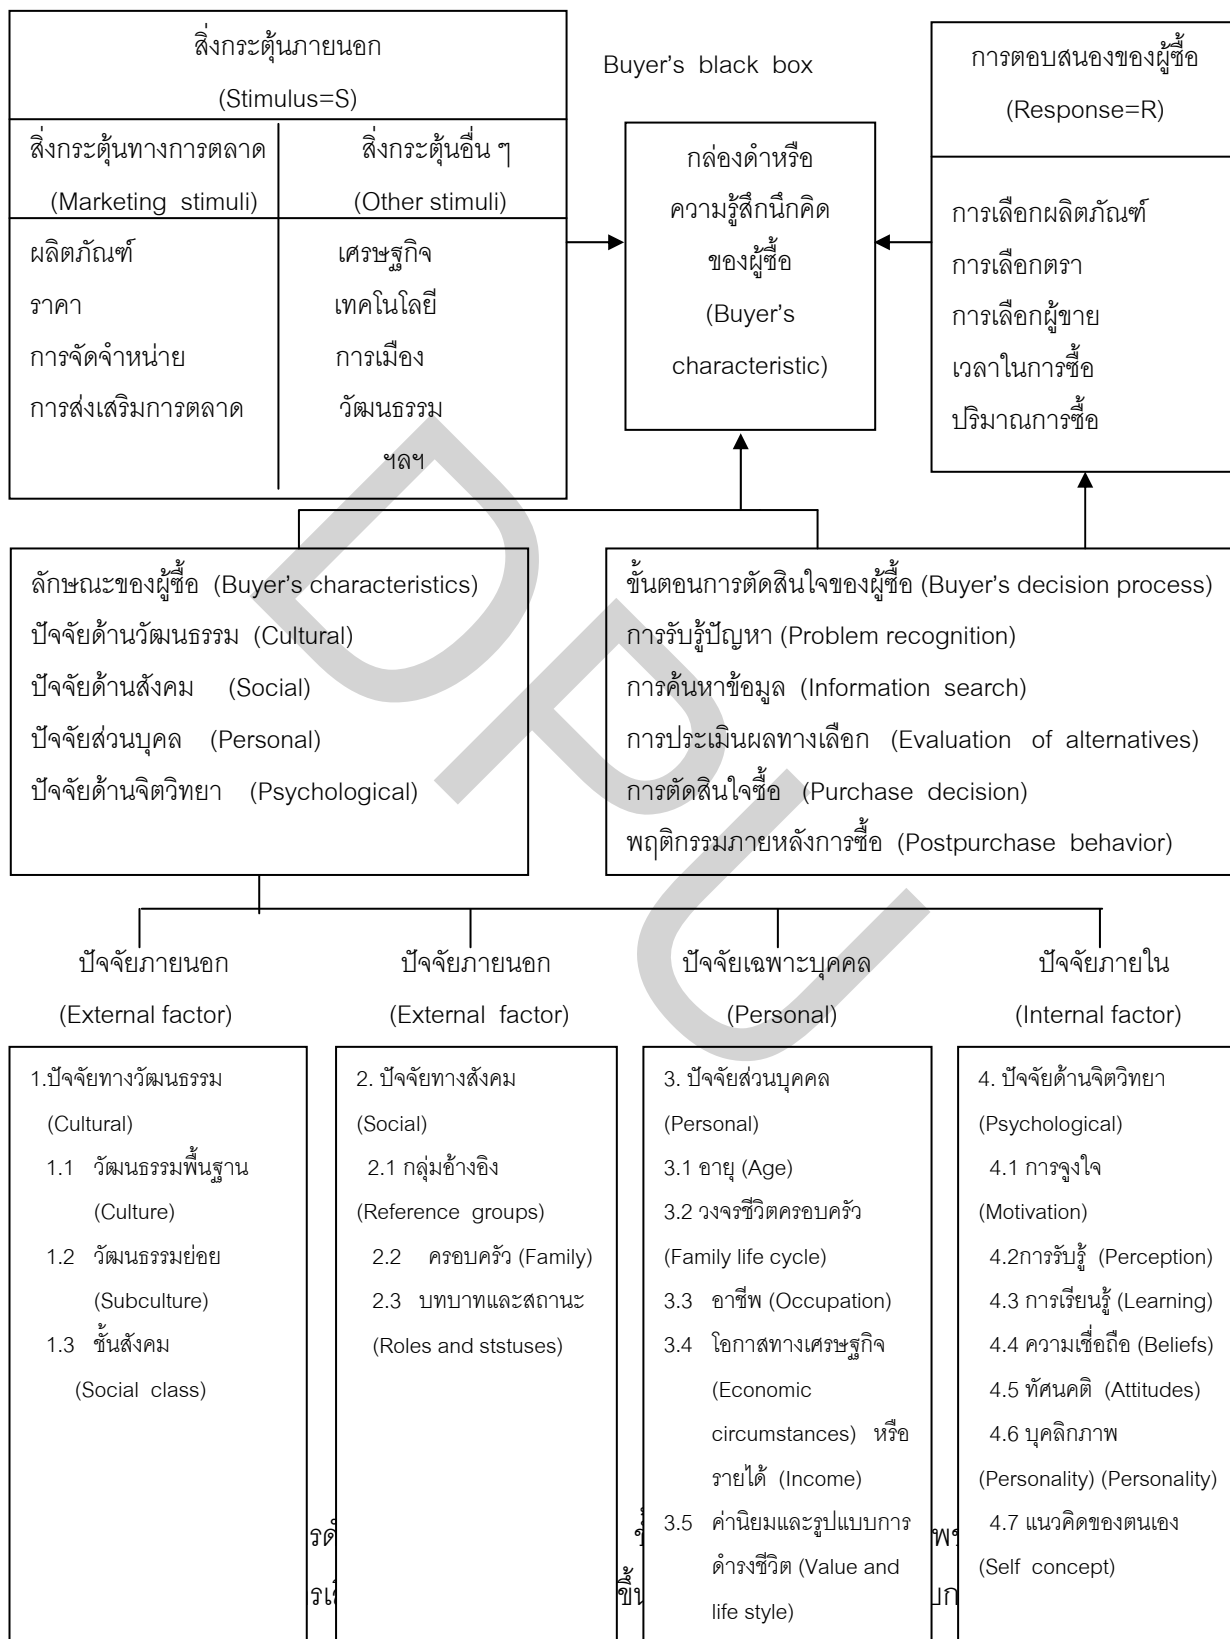 สิ่งกระตุ้นภายนอก
(Stimulus=S)
สิ่งกระตุ้นทางการตลาด
(Marketing stimuli)
ผลิตภัณฑ์
ราคา
การจัดจำหน่าย
การส่งเสริมการตลาด
สิ่งกระตุ้นอื่น ๆ
(Other stimuli)
เศรษฐกิจ
เทคโนโลยี
การเมือง
วัฒนธรรม
ฯลฯ
Buyer's black box
กล่องดำหรือ
ความรู้สึกนึกคิด
ของผู้ซื้อ
(Buyer's
characteristic)
การตอบสนองของผู้ซื้อ
(Response=R)
การเลือกผลิตภัณฑ์
การเลือกตรา
การเลือกผู้ขาย
เวลาในการซื้อ
ปริมาณการซื้อ
ลักษณะของผู้ซื้อ (Buyer's characteristics)
ปัจจัยด้านวัฒนธรรม (Cultural)
ปัจจัยด้านสังคม (Social)
ปัจจัยส่วนบุคล (Personal)
ปัจจัยด้านจิตวิทยา (Psychological)
ขั้นตอนการตัดสินใจของผู้ซื้อ (Buyer's decision process)
การรับรู้ปัญหา (Problem recognition)
การค้นหาข้อมูล (Information search)
การประเมินผลทางเลือก (Evaluation of alternatives)
การตัดสินใจซื้อ (Purchase decision)
พฤติกรรมภายหลังการซื้อ (Postpurchase behavior)
DPU
ปัจจัยภายนอก
(External factor)
1.ปัจจัยทางวัฒนธรรม
(Cultural)
1.1 วัฒนธรรมพื้นฐาน
(Culture)
1.2 วัฒนธรรมย่อย
(Subculture)
1.3 ชั้นสังคม
(Social class)
ปัจจัยภายนอก
(External factor)
2. ปัจจัยทางสังคม
(Social)
2.1 กลุ่มอ้างอิง
(Reference groups)
2.2 ครอบครัว (Family)
2.3 บทบาทและสถานะ
(Roles and ststuses)
ปัจจัยเฉพาะบุคคล
(Personal)
3. ปัจจัยส่วนบุคคล
(Personal)
3.1 อายุ (Age)
3.2 วงจรชีวิตครอบครัว
(Family life cycle)
3.3 อาชีพ (Occupation)
3.4 โอกาสทางเศรษฐกิจ
(Economic
circumstances) หรือ
รายได้ (Income)
3.5 ค่านิยมและรูปแบบการ
ดำรงชีวิต (Value and
life style)
ปัจจัยภายใน
(Internal factor)
4. ปัจจัยด้านจิตวิทยา
(Psychological)
4.1 การจูงใจ
(Motivation)
4.2การรับรู้ (Perception)
4.3 การเรียนรู้ (Learning)
4.4 ความเชื่อถือ (Beliefs)
4.5 ทัศนคติ (Attitudes)
4.6 บุคลิกภาพ
(Personality) (Personality)
4.7 แนวคิดของตนเอง
(Self concept)